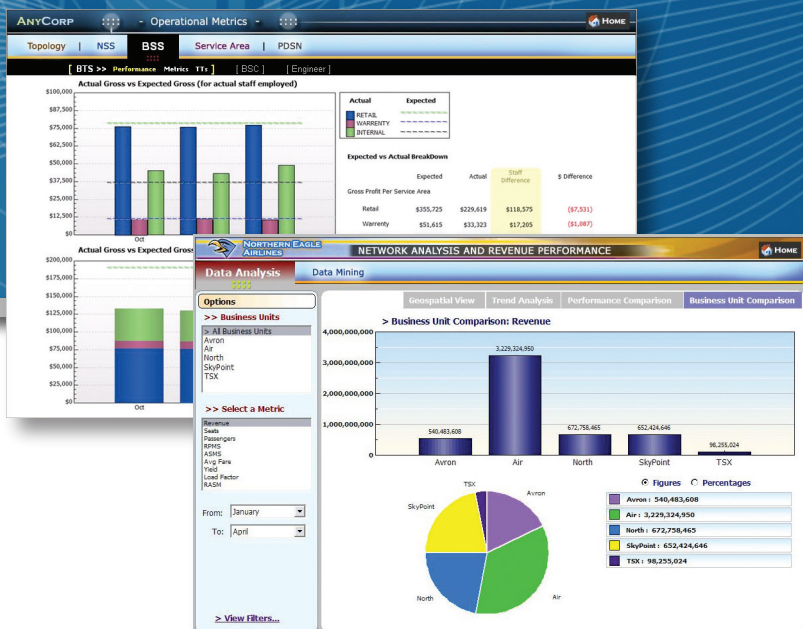 ANYCORP - Operational Metrics - HOME
Topology | NSS BSS Service Area | PDSN
[ BTS >> Performance Metrics TTs ] [ BSC ] [ Engineer ]
Actual Gross vs Expected Gross (for actual staff employed)
$100,000
$87,500
$75,000
$62,500
$50,000
$37,500
$25,000
$12,500
$0
Oct
Actual Expected
RETAIL
WARRENTY
INTERNAL
Expected vs Actual BreakDown
Expected Actual Staff Difference $ Difference
Gross Profit Per Service Area
Retail $355,725 $229,619 $118,575 ($7,531)
Warrenty $51,615 $33,323 $17,205 ($1,087)
Actual Gross vs Expected Gross
$200,000
$175,000
$150,000
$125,000
$100,000
$75,000
$50,000
$25,000
$0
Oct
NORTHERN EAGLE
AIRLINES
NETWORK ANALYSIS AND REVENUE PERFORMANCE HOME
Data Analysis Data Mining
Options
>> Business Units
> All Business Units
Avron
Air
North
SkyPoint
TSX
>> Select a Metric
Revenue
Seats
Passengers
RPMS
ASMS
Avg Fare
Yield
Load Factor
RASM
From: January
To: April
> View Filters...
Geospatial View Trend Analysis Performance Comparison Business Unit Comparison
> Business Unit Comparison: Revenue
4,000,000,000
3,000,000,000
2,000,000,000
1,000,000,000
0
540,483,608
3,229,324,950
672,758,465
652,424,646
98,255,024
Avron Air North SkyPoint TSX
Figures Percentages
TSX
Avron
SkyPoint
North
Air
Avron : 540,483,608
Air : 3,229,324,950
North : 672,758,465
SkyPoint : 652,424,646
TSX : 98,255,024